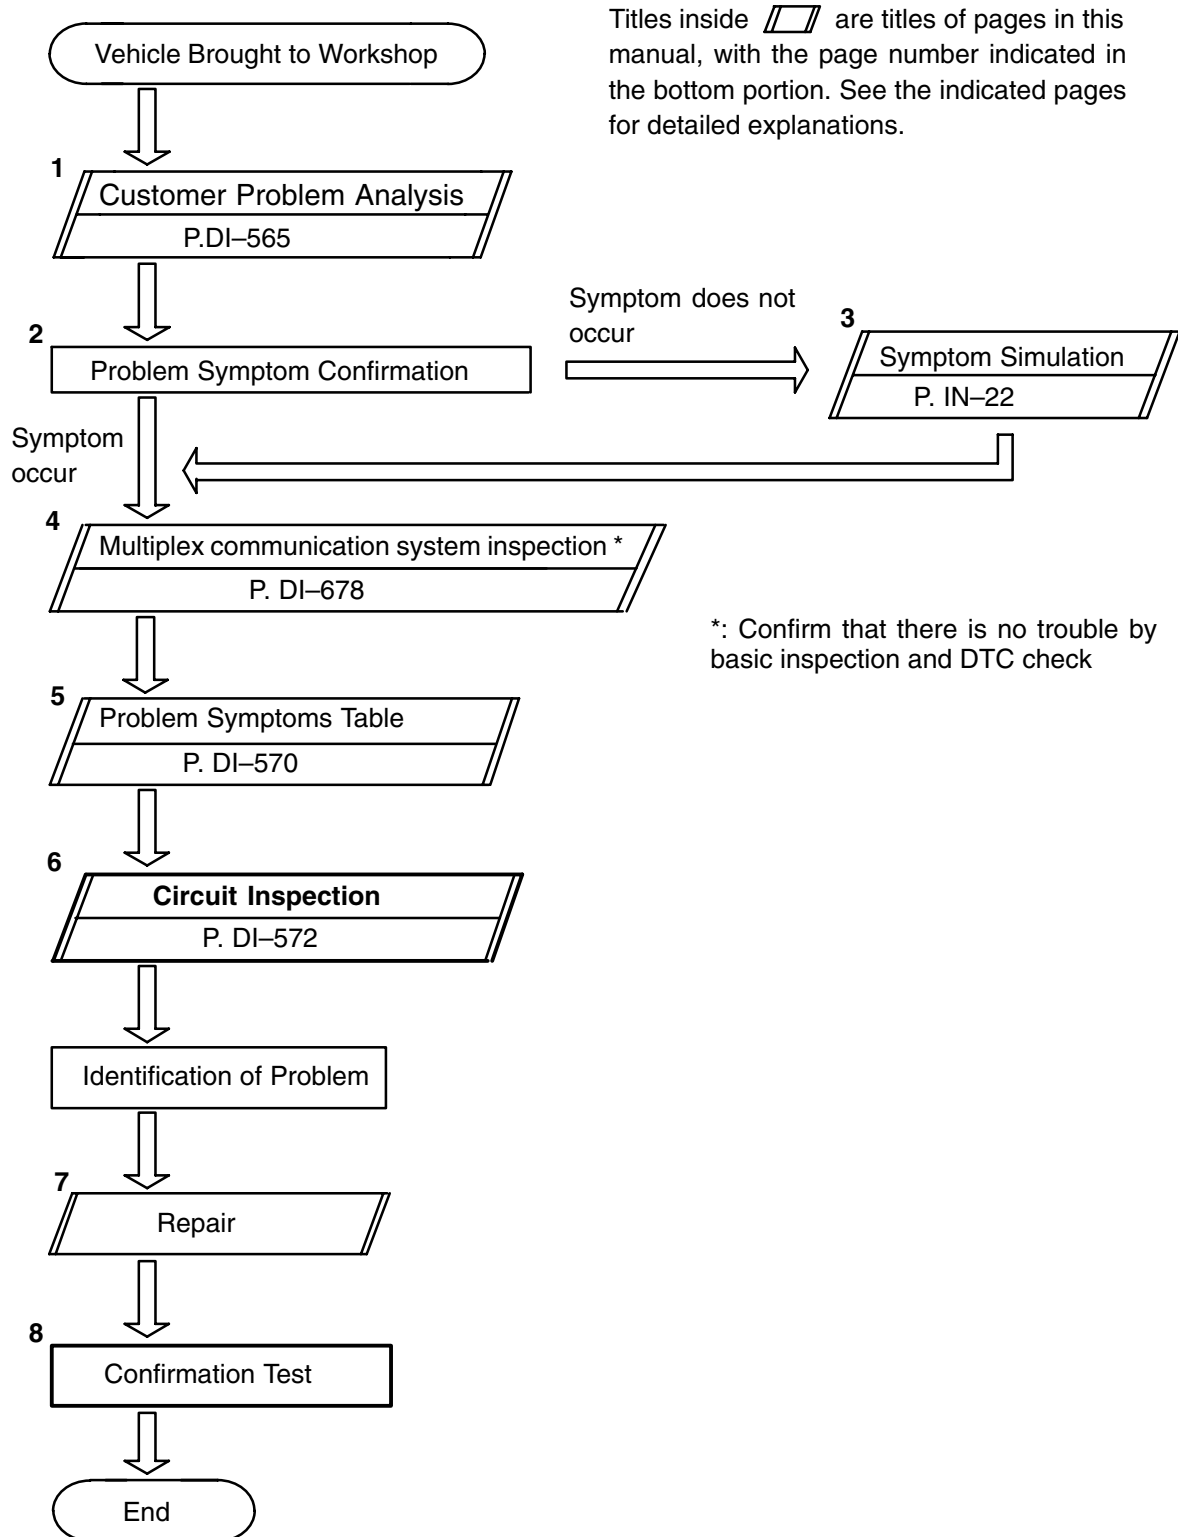 Vehicle Brought to Workshop
Titles inside are titles of pages in this
manual, with the page number indicated in
the bottom portion. See the indicated pages
for detailed explanations.
1
Customer Problem Analysis
P.DI–565
2
Problem Symptom Confirmation
Symptom does not
occur
3
Symptom Simulation
P. IN–22
Symptom
occur
4
Multiplex communication system inspection *
P. DI–678
*: Confirm that there is no trouble by
basic inspection and DTC check
5
Problem Symptoms Table
P. DI–570
6
Circuit Inspection
P. DI–572
Identification of Problem
7
Repair
8
Confirmation Test
End